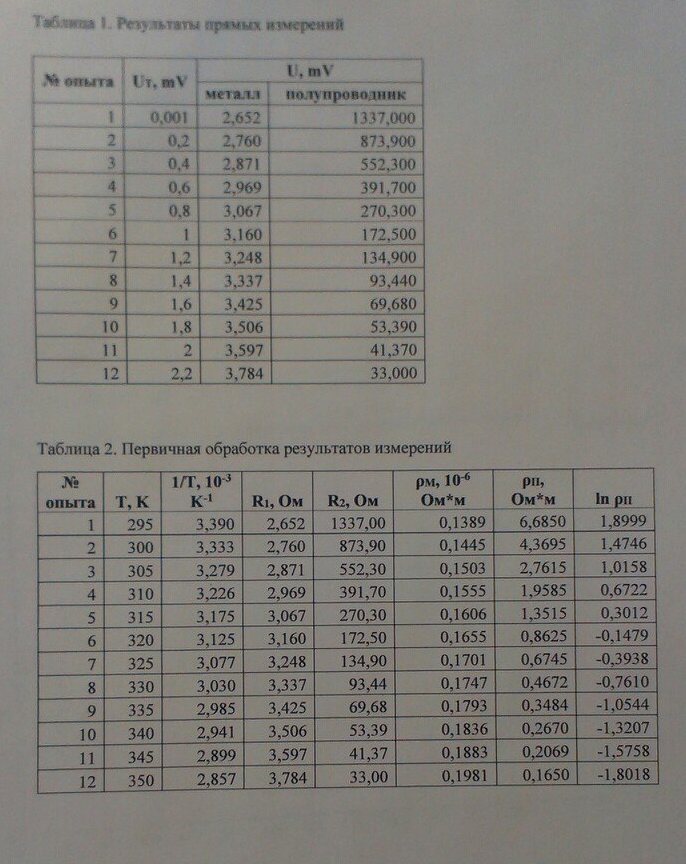 Таблица 1. Результаты прямых измерений
№ опыта Uт, mV U, mV
металл полупроводник
1 0,001 2,652 1337,000
2 0,2 2,760 873,900
3 0,4 2,871 552,300
4 0,6 2,969 391,700
5 0,8 3,067 270,300
6 1 3,160 172,500
7 1,2 3,248 134,900
8 1,4 3,337 93,440
9 1,6 3,425 69,680
10 1,8 3,506 53,390
11 2 3,597 41,370
12 2,2 3,784 33,000
Таблица 2. Первичная обработка результатов измерений
№ 1/T, 10⁻³ ρм, 10⁻⁶ ρп,
опыта T, K K⁻¹ R₁, Ом R₂, Ом Ом*м Ом*м ln ρп
1 295 3,390 2,652 1337,00 0,1389 6,6850 1,8999
2 300 3,333 2,760 873,90 0,1445 4,3695 1,4746
3 305 3,279 2,871 552,30 0,1503 2,7615 1,0158
4 310 3,226 2,969 391,70 0,1555 1,9585 0,6722
5 315 3,175 3,067 270,30 0,1606 1,3515 0,3012
6 320 3,125 3,160 172,50 0,1655 0,8625 -0,1479
7 325 3,077 3,248 134,90 0,1701 0,6745 -0,3938
8 330 3,030 3,337 93,44 0,1747 0,4672 -0,7610
9 335 2,985 3,425 69,68 0,1793 0,3484 -1,0544
10 340 2,941 3,506 53,39 0,1836 0,2670 -1,3207
11 345 2,899 3,597 41,37 0,1883 0,2069 -1,5758
12 350 2,857 3,784 33,00 0,1981 0,1650 -1,8018